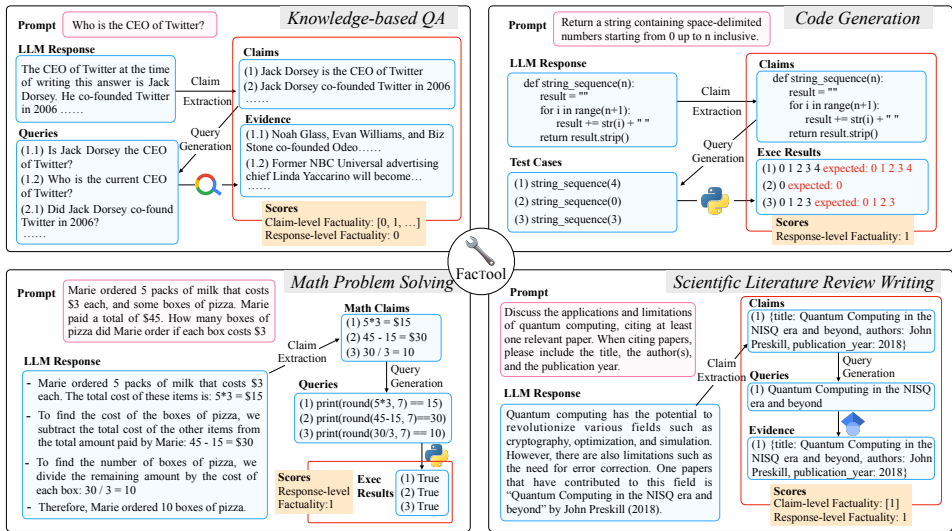 Knowledge-based QA
Prompt
Who is the CEO of Twitter?
LLM Response
The CEO of Twitter at the time
of writing this answer is Jack
Dorsey. He co-founded Twitter
in 2006 ……
Claim
Extraction
Claims
(1) Jack Dorsey is the CEO of Twitter
(2) Jack Dorsey co-founded Twitter in 2006
……
Query
Generation
Queries
(1.1) Is Jack Dorsey the CEO
of Twitter?
(1.2) Who is the current CEO
of Twitter?
(2.1) Did Jack Dorsey co-found
Twitter in 2006?
……
Evidence
(1.1) Noah Glass, Evan Williams, and Biz
Stone co-founded Odeo…
(1.2) Former NBC Universal advertising
chief Linda Yaccarino will become…
……
Scores
Claim-level Factuality: [0, 1, …]
Response-level Factuality: 0
Code Generation
Prompt
Return a string containing space-delimited
numbers starting from 0 up to n inclusive.
LLM Response
def string_sequence(n):
result = ""
for i in range(n+1):
result += str(i) + " "
return result.strip()
Claim
Extraction
Claims
def string_sequence(n):
result = ""
for i in range(n+1):
result += str(i) + " "
return result.strip()
Query
Generation
Test Cases
(1) string_sequence(4)
(2) string_sequence(0)
(3) string_sequence(3)
Exec Results
(1) 0 1 2 3 4 expected: 0 1 2 3 4
(2) 0 expected: 0
(3) 0 1 2 3 expected: 0 1 2 3
Scores
Response-level Factuality: 1
FACTOOL
Math Problem Solving
Prompt
Marie ordered 5 packs of milk that costs
$3 each, and some boxes of pizza. Marie
paid a total of $45. How many boxes of
pizza did Marie order if each box costs $3
LLM Response
- Marie ordered 5 packs of milk that costs $3
each. The total cost of these items is: 5*3 = $15
- To find the cost of the boxes of pizza, we
subtract the total cost of the other items from
the total amount paid by Marie: 45 - 15 = $30
- To find the number of boxes of pizza, we
divide the remaining amount by the cost of
each box: 30 / 3 = 10
- Therefore, Marie ordered 10 boxes of pizza.
Claim
Extraction
Math Claims
(1) 5*3 = $15
(2) 45 - 15 = $30
(3) 30 / 3 = 10
Query
Generation
Queries
(1) print(round(5*3, 7) == 15)
(2) print(round(45-15, 7)==30)
(3) print(round(30/3, 7) == 10)
Scores
Response-level
Factuality:1
Exec
Results
(1) True
(2) True
(3) True
Scientific Literature Review Writing
Prompt
Discuss the applications and limitations
of quantum computing, citing at least
one relevant paper. When citing papers,
please include the title, the author(s),
and the publication year.
LLM Response
Quantum computing has the potential to
revolutionize various fields such as
cryptography, optimization, and simulation.
However, there are also limitations such as
the need for error correction. One papers
that have contributed to this field is
“Quantum Computing in the NISQ era and
beyond” by John Preskill (2018).
Claim
Extraction
Claims
(1) {title: Quantum Computing in the
NISQ era and beyond, authors: John
Preskill, publication_year: 2018}
Query
Generation
Queries
(1) Quantum Computing in the NISQ
era and beyond
Evidence
(1) {title: Quantum Computing in the
NISQ era and beyond, authors: John
Preskill, publication_year: 2018}
Scores
Claim-level Factuality: [1]
Response-level Factuality: 1